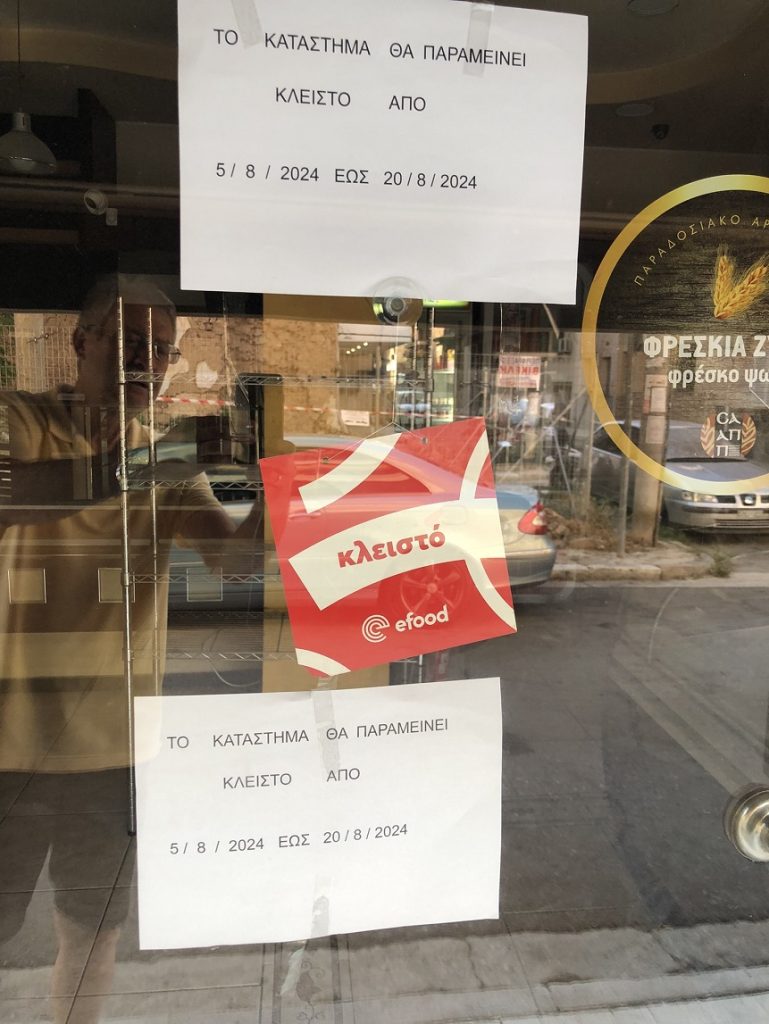 ΤΟ ΚΑΤΑΣΤΗΜΑ ΘΑ ΠΑΡΑΜΕΙΝΕΙ
ΚΛΕΙΣΤΟ ΑΠΟ
5 / 8 / 2024 ΕΩΣ 20 / 8 / 2024
ΠΑΡΑΔΟΣΙΑΚΟ
ΦΡΕΣΚΙΑ
φρέσκο
κλειστό
efood
ΤΟ ΚΑΤΑΣΤΗΜΑ ΘΑ ΠΑΡΑΜΕΙΝΕΙ
ΚΛΕΙΣΤΟ ΑΠΟ
5 / 8 / 2024 ΕΩΣ 20 / 8 / 2024